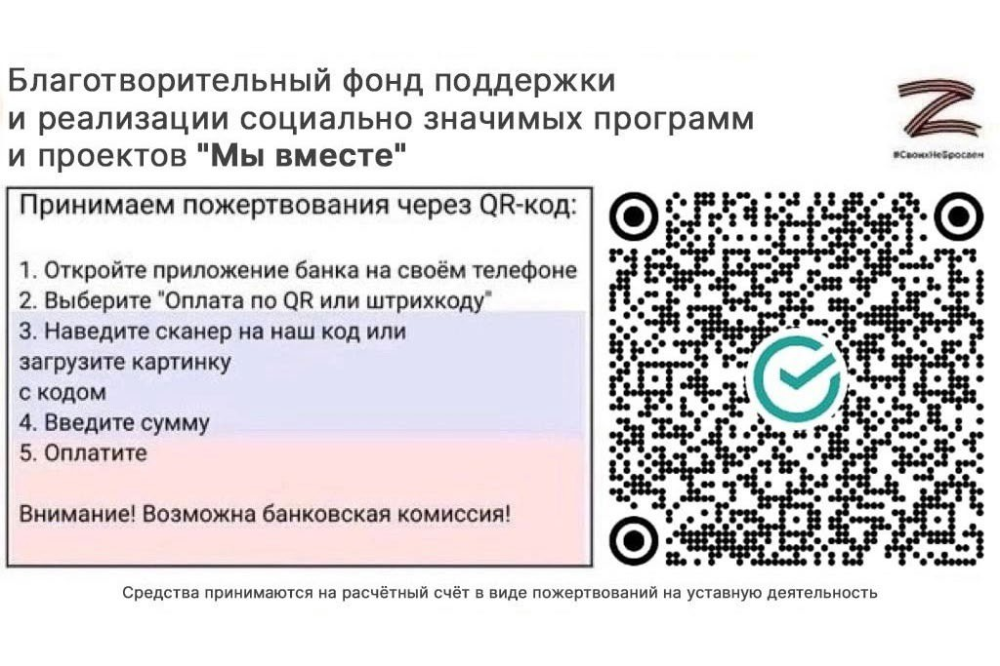 Благотворительный фонд поддержки
и реализации социально значимых программ
и проектов "Мы вместе"
Z
#СвоихНеБросаем
Принимаем пожертвования через QR-код:
1. Откройте приложение банка на своём телефоне
2. Выберите "Оплата по QR или штрихкоду"
3. Наведите сканер на наш код или
загрузите картинку
с кодом
4. Введите сумму
5. Оплатите
Внимание! Возможна банковская комиссия!
Средства принимаются на расчётный счёт в виде пожертвований на уставную деятельность